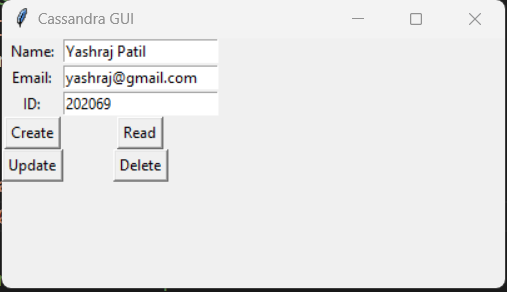 Cassandra GUI
Name: Yashraj Patil
Email: yashraj@gmail.com
ID: 202069
Create Read
Update Delete